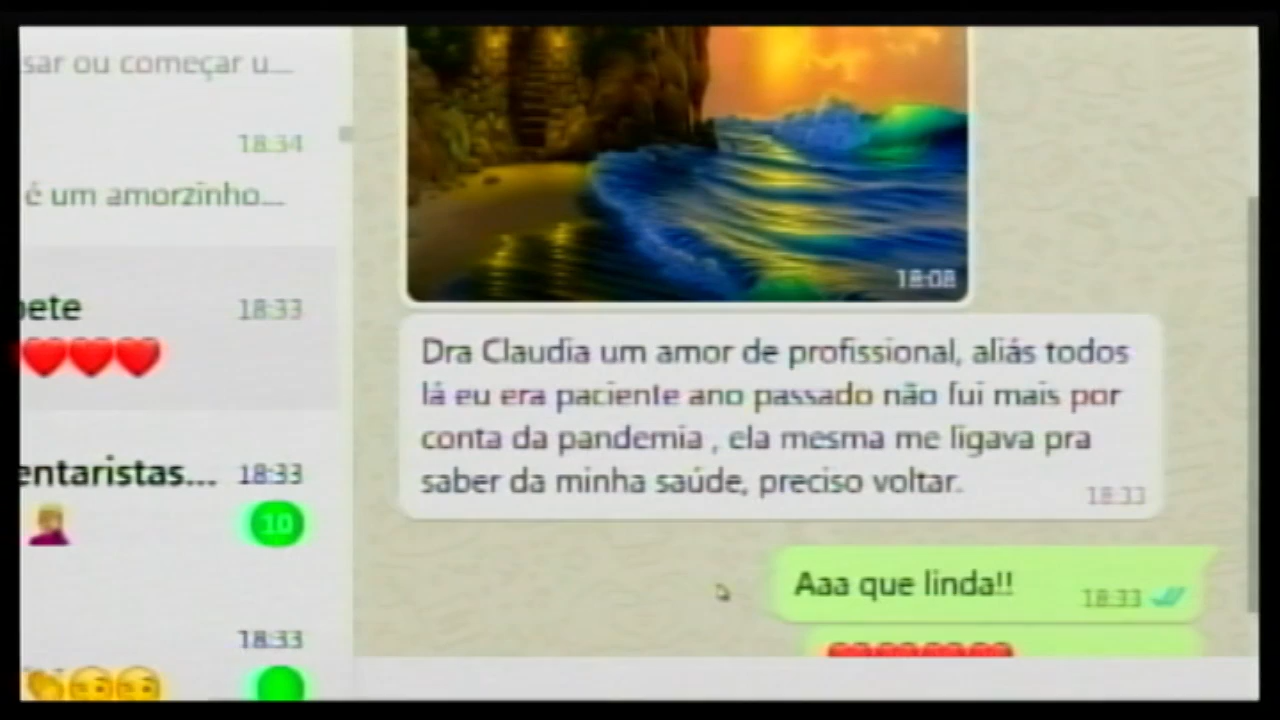 sar ou começar u...
18:34
é um amorzinho...
18:33
entaristas... 18:33
10
18:33
18:08
Dra Claudia um amor de profissional, aliás todos
lá eu era paciente ano passado não fui mais por
conta da pandemia , ela mesma me ligava pra
saber da minha saúde, preciso voltar.
18:33
Aaa que linda!!
18:33